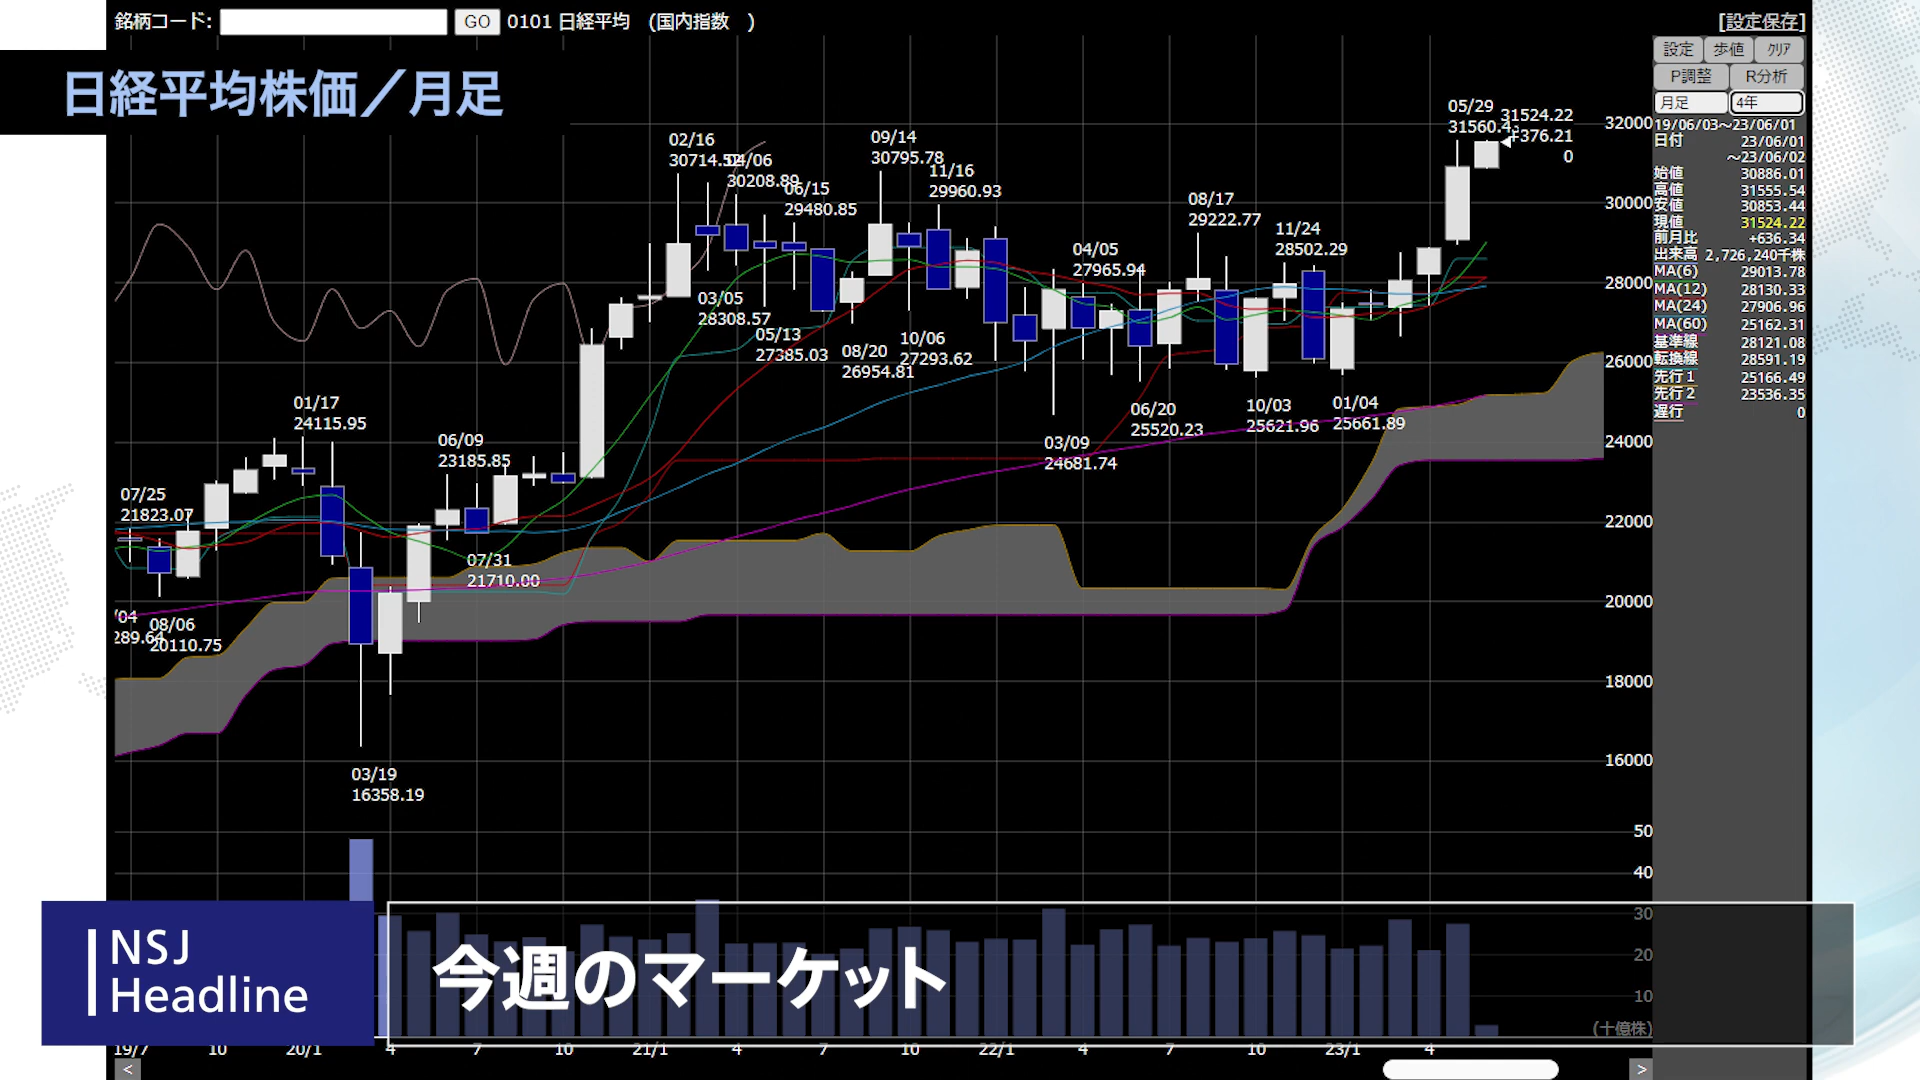 銘柄コード: GO 0101 日経平均 (国内指数 )
[設定保存]
日経平均株価／月足
設定 歩値 ｸﾘｱ
P調整 R分析
月足 4年
19/06/03～23/06/01
日付 23/06/01
～23/06/02
始値 30886.01
高値 31555.54
安値 30853.44
現値 31524.22
前月比 +636.34
出来高 2,726,240千株
MA(6) 29013.78
MA(12) 28130.33
MA(24) 27906.96
MA(60) 25162.31
基準線 28121.08
転換線 28591.19
先行1 25166.49
先行2 23536.35
遅行 0
05/29
31560.43
31524.22
+376.21
0
02/16
30714.52
04/06
30208.89
06/15
29480.85
09/14
30795.78
11/16
29960.93
08/17
29222.77
11/24
28502.29
04/05
27965.94
03/05
28308.57
05/13
27385.03
08/20
26954.81
10/06
27293.62
01/17
24115.95
06/09
23185.85
03/09
24681.74
06/20
25520.23
10/03
25621.96
01/04
25661.89
07/25
21823.07
07/31
21710.00
/04
289.64
08/06
20110.75
03/19
16358.19
32000
30000
28000
26000
24000
22000
20000
18000
16000
50
40
30
20
10
(十億株)
NSJ
Headline
今週のマーケット
19/7 10 20/1 4 7 10 21/1 4 7 10 22/1 4 7 10 23/1 4
< >